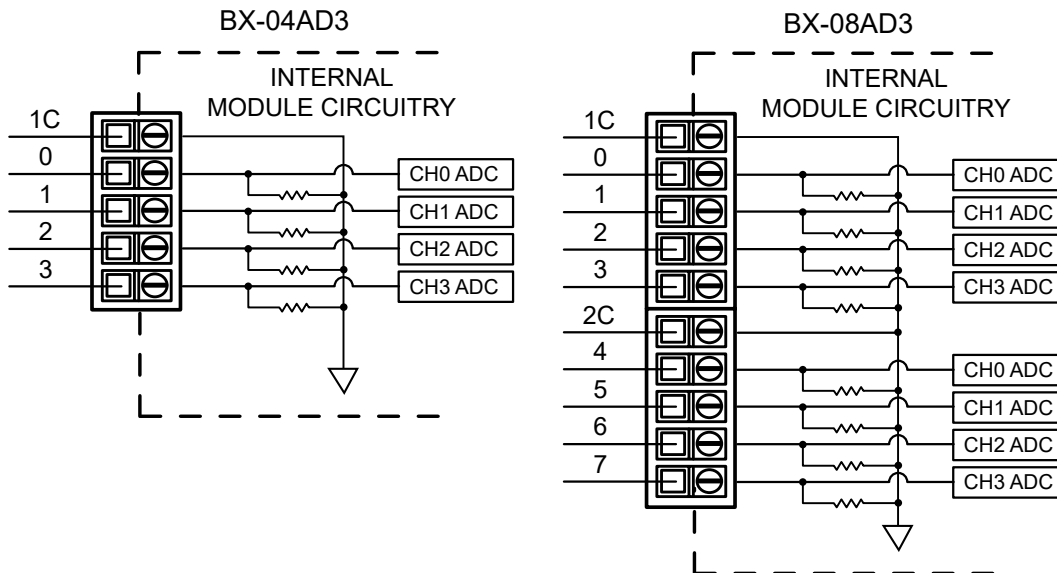 BX-04AD3
INTERNAL
MODULE CIRCUITRY
1C
0
CH0 ADC
1
CH1 ADC
2
CH2 ADC
3
CH3 ADC
BX-08AD3
INTERNAL
MODULE CIRCUITRY
1C
0
CH0 ADC
1
CH1 ADC
2
CH2 ADC
3
CH3 ADC
2C
4
CH0 ADC
5
CH1 ADC
6
CH2 ADC
7
CH3 ADC